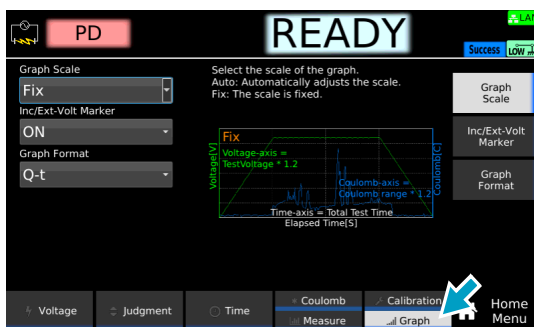 PD
READY
LAN
Success
LOW
Graph Scale
Fix
Inc/Ext-Volt Marker
ON
Graph Format
Q-t
Select the scale of the graph.
Auto: Automatically adjusts the scale.
Fix: The scale is fixed.
Fix
Voltage[V]
Voltage-axis =
TestVoltage * 1.2
Coulomb-axis =
Coulomb range * 1.2
Coulomb[C]
Time-axis = Total Test Time
Elapsed Time[S]
Graph
Scale
Inc/Ext-Volt
Marker
Graph
Format
Voltage
Judgment
Time
Coulomb
Measure
Calibration
Graph
Home
Menu